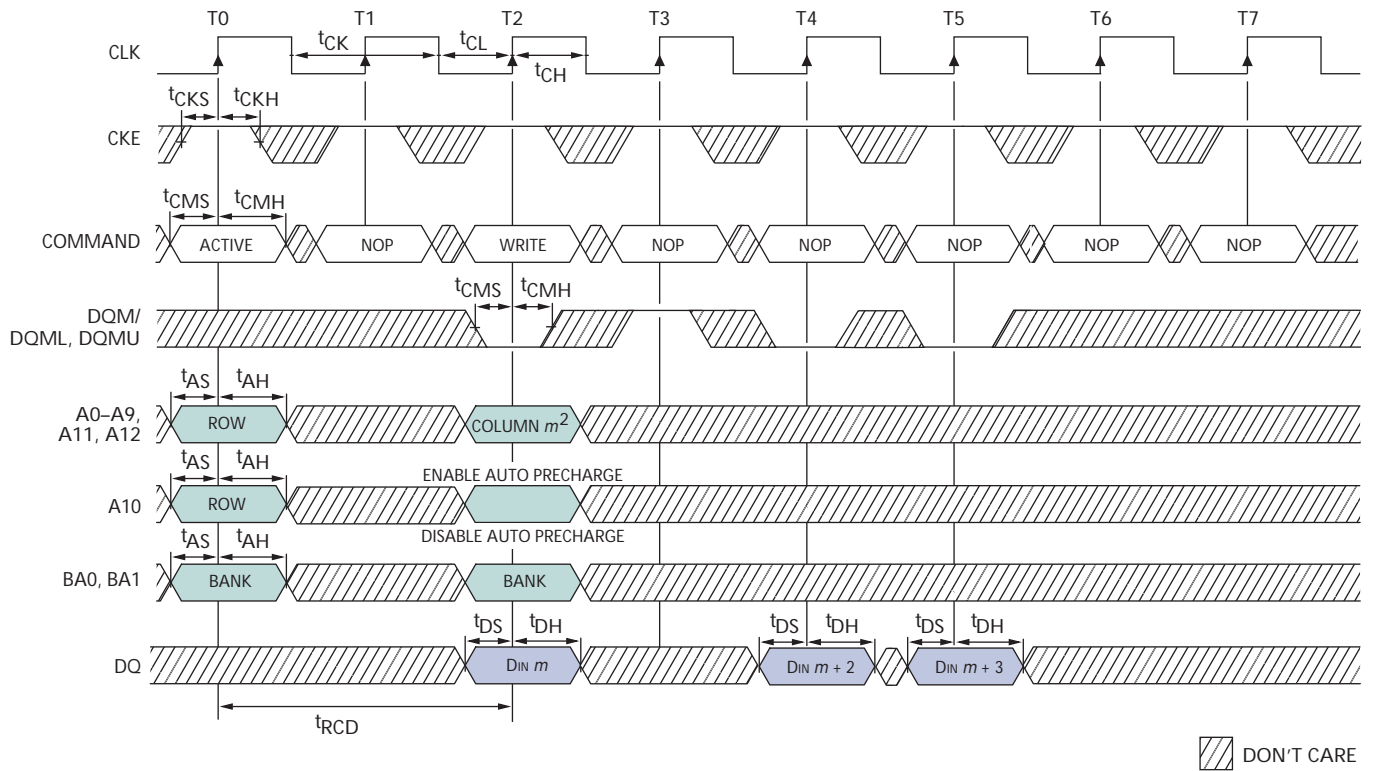 T0 T1 T2 T3 T4 T5 T6 T7
CLK
tCK tCL
tCH
tCKS tCKH
CKE
tCMS tCMH
COMMAND ACTIVE NOP WRITE NOP NOP NOP NOP NOP
tCMS tCMH
DQM/
DQML, DQMU
tAS tAH
A0–A9,
A11, A12
ROW COLUMN m2
tAS tAH
ENABLE AUTO PRECHARGE
A10 ROW
DISABLE AUTO PRECHARGE
tAS tAH
BA0, BA1 BANK BANK
tDS tDH tDS tDH tDS tDH
DQ DIN m DIN m + 2 DIN m + 3
tRCD
DON'T CARE